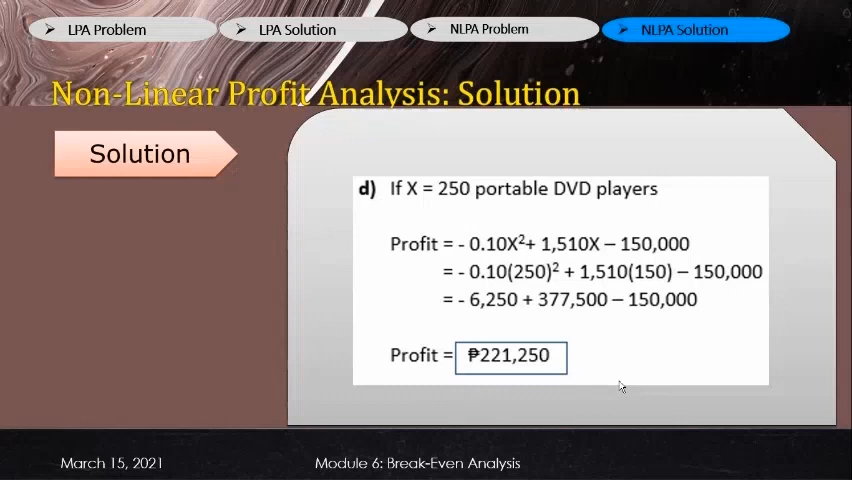 LPA Problem
LPA Solution
NLPA Problem
NLPA Solution
Non-Linear Profit Analysis: Solution
Solution
d) If X = 250 portable DVD players
Profit = - 0.10X²+ 1,510X – 150,000
= - 0.10(250)² + 1,510(150) – 150,000
= - 6,250 + 377,500 – 150,000
Profit = ₱221,250
March 15, 2021
Module 6: Break-Even Analysis